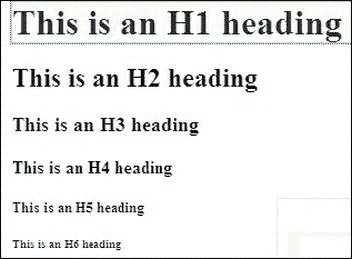 This is an H1 heading
This is an H2 heading
This is an H3 heading
This is an H4 heading
This is an H5 heading
This is an H6 heading